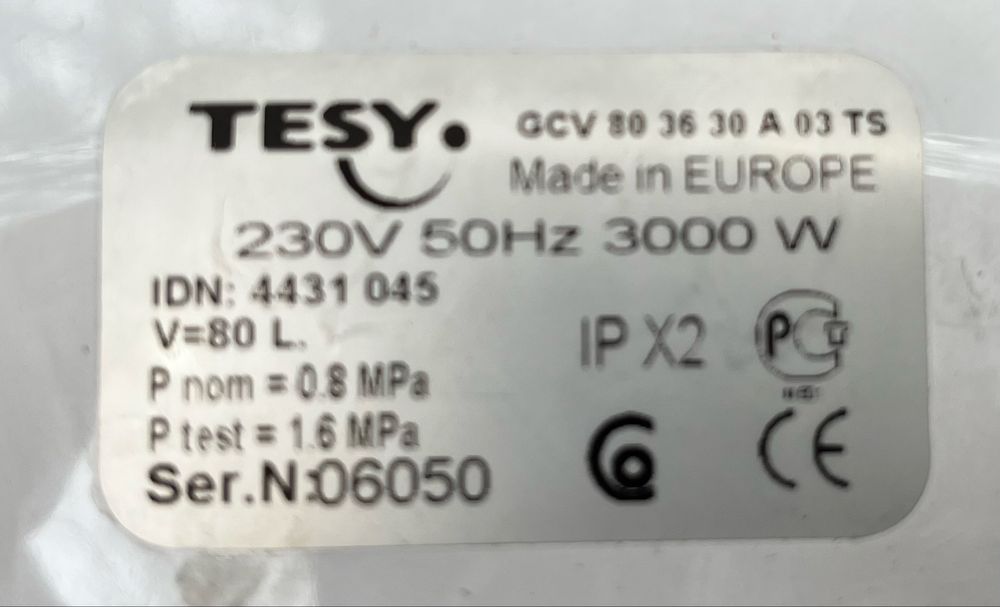 TESY. GCV 80 36 30 A 03 TS
Made in EUROPE
230V 50Hz 3000 W
IDN: 4431 045
V=80 L.
P nom = 0.8 MPa
P test = 1.6 MPa
Ser.N:06050
IP X2
PG
CE